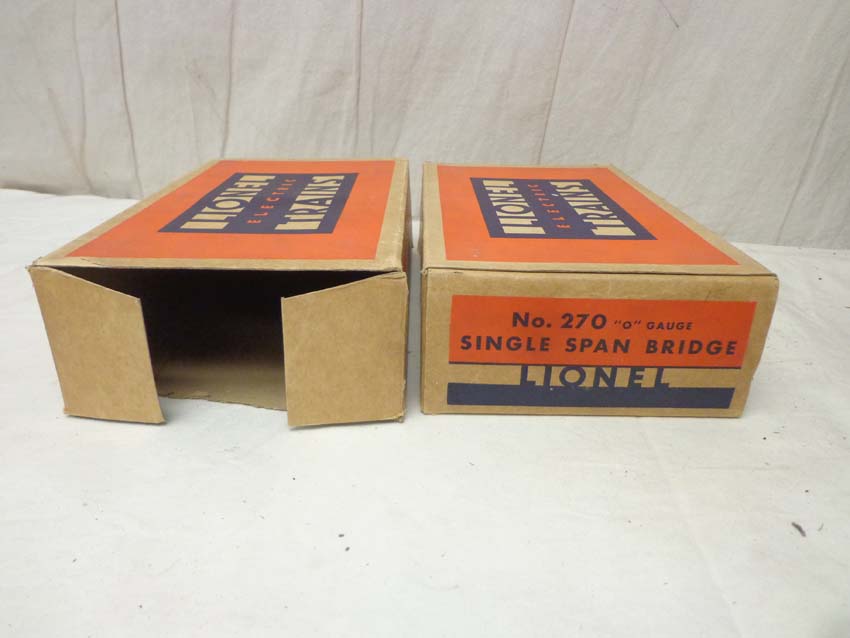 LIONEL
ELECTRIC
TRAINS
LIONEL
ELECTRIC
TRAINS
No. 270 "O" GAUGE
SINGLE SPAN BRIDGE
LIONEL